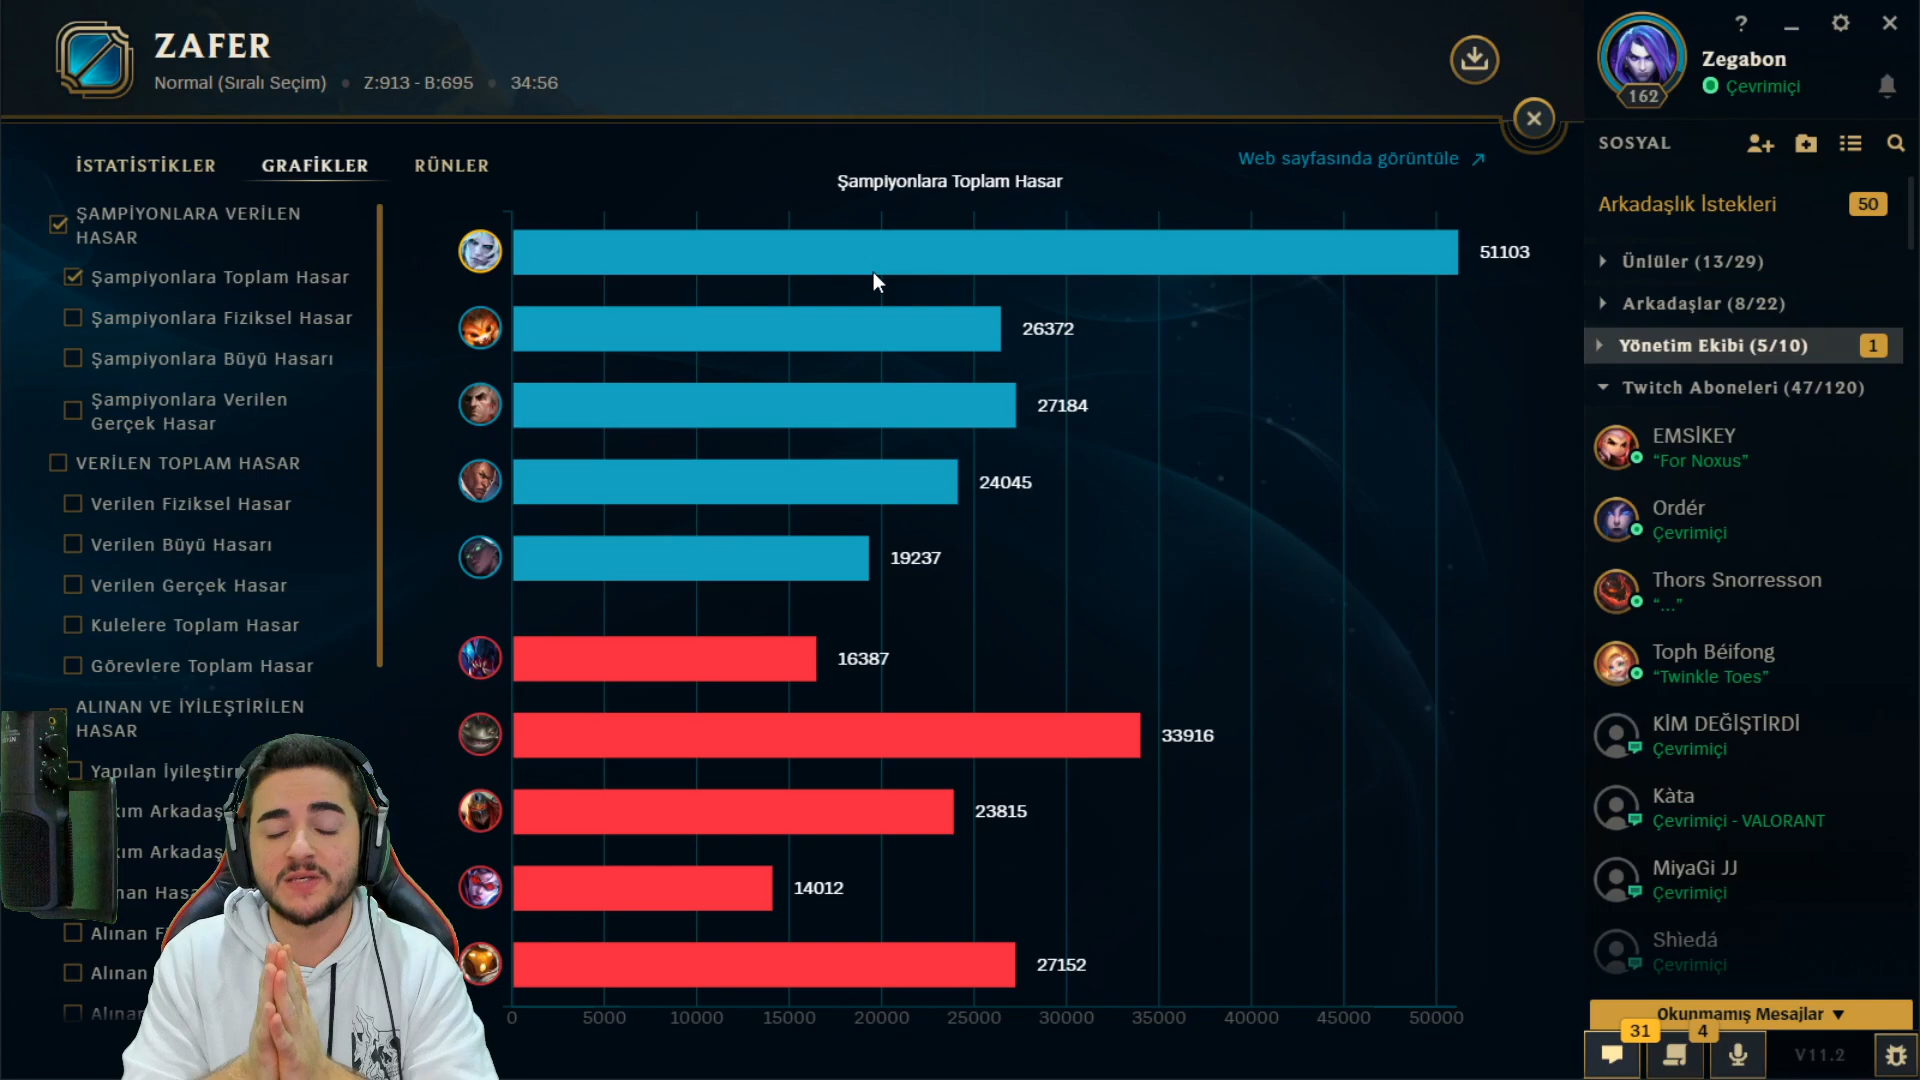 ZAFER
Normal (Sıralı Seçim) • Z:913 - B:695 • 34:56
İSTATİSTİKLER GRAFİKLER RÜNLER
Web sayfasında görüntüle
Şampiyonlara Toplam Hasar
ŞAMPİYONLARA VERİLEN
HASAR
Şampiyonlara Toplam Hasar
Şampiyonlara Fiziksel Hasar
Şampiyonlara Büyü Hasarı
Şampiyonlara Verilen
Gerçek Hasar
VERİLEN TOPLAM HASAR
Verilen Fiziksel Hasar
Verilen Büyü Hasarı
Verilen Gerçek Hasar
Kulelere Toplam Hasar
Görevlere Toplam Hasar
ALINAN VE İYİLEŞTİRİLEN
HASAR
Yapılan
Alınan
51103
26372
27184
24045
19237
16387
33916
23815
14012
27152
0 5000 10000 15000 20000 25000 30000 35000 40000 45000 50000
?
162
Zegabon
Çevrimiçi
SOSYAL
Arkadaşlık İstekleri 50
Ünlüler (13/29)
Arkadaşlar (8/22)
Yönetim Ekibi (5/10) 1
Twitch Aboneleri (47/120)
EMSİKEY
“For Noxus”
Ordér
Çevrimiçi
Thors Snorresson
“...”
Toph Béifong
“Twinkle Toes”
KİM DEĞİŞTİRDİ
Çevrimiçi
Kàta
Çevrimiçi - VALORANT
MiyaGi JJ
Çevrimiçi
Shìedá
Çevrimiçi
Okunmamış Mesajlar ▼
31 4
V11.2